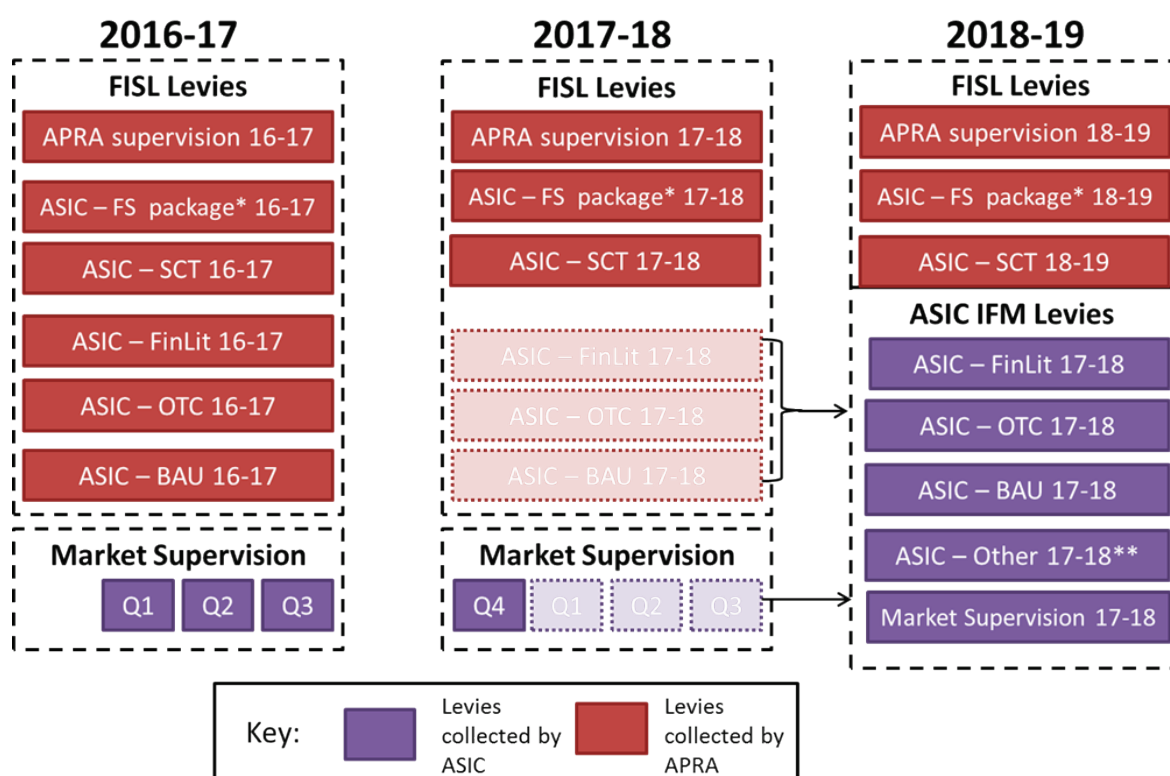 2016-17
FISL Levies
APRA supervision 16-17
ASIC – FS package* 16-17
ASIC – SCT 16-17
ASIC – FinLit 16-17
ASIC – OTC 16-17
ASIC – BAU 16-17
Market Supervision
Q1 Q2 Q3
2017-18
FISL Levies
APRA supervision 17-18
ASIC – FS package* 17-18
ASIC – SCT 17-18
ASIC – FinLit 17-18
ASIC – OTC 17-18
ASIC – BAU 17-18
Market Supervision
Q4 Q1 Q2 Q3
2018-19
FISL Levies
APRA supervision 18-19
ASIC – FS package* 18-19
ASIC – SCT 18-19
ASIC IFM Levies
ASIC – FinLit 17-18
ASIC – OTC 17-18
ASIC – BAU 17-18
ASIC – Other 17-18**
Market Supervision 17-18
Key:
Levies
collected by
ASIC
Levies
collected by
APRA